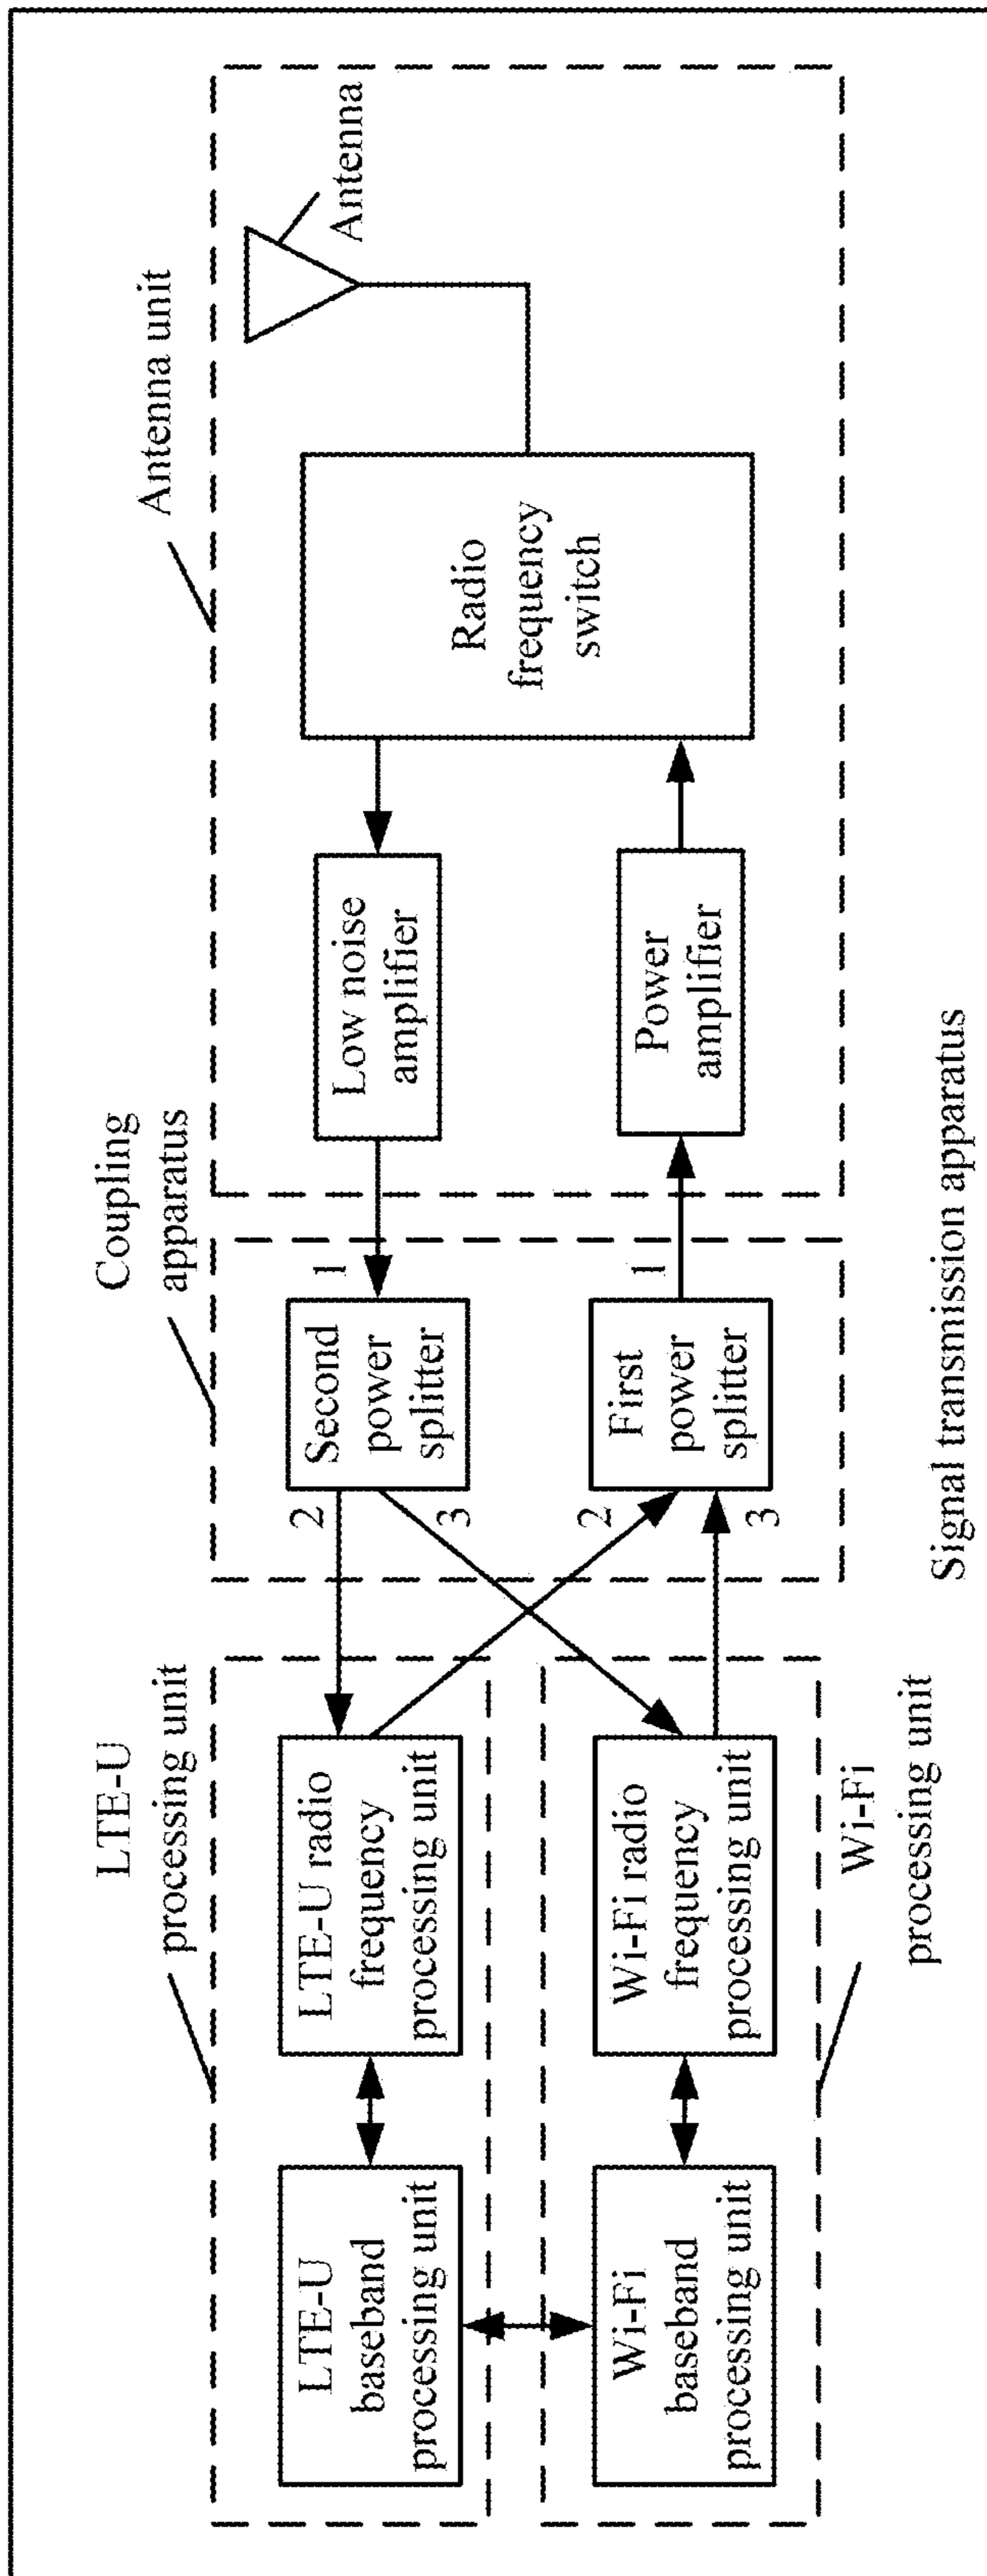 LTE-U
processing unit
Coupling
apparatus
Antenna unit
LTE-U
baseband
processing unit
LTE-U radio
frequency
processing unit
2
3
Second
power
splitter
1
Low noise
amplifier
Radio
frequency
switch
Antenna
Wi-Fi
baseband
processing unit
Wi-Fi radio
frequency
processing unit
2
3
First
power
splitter
1
Power
amplifier
Wi-Fi
processing unit
Signal transmission apparatus